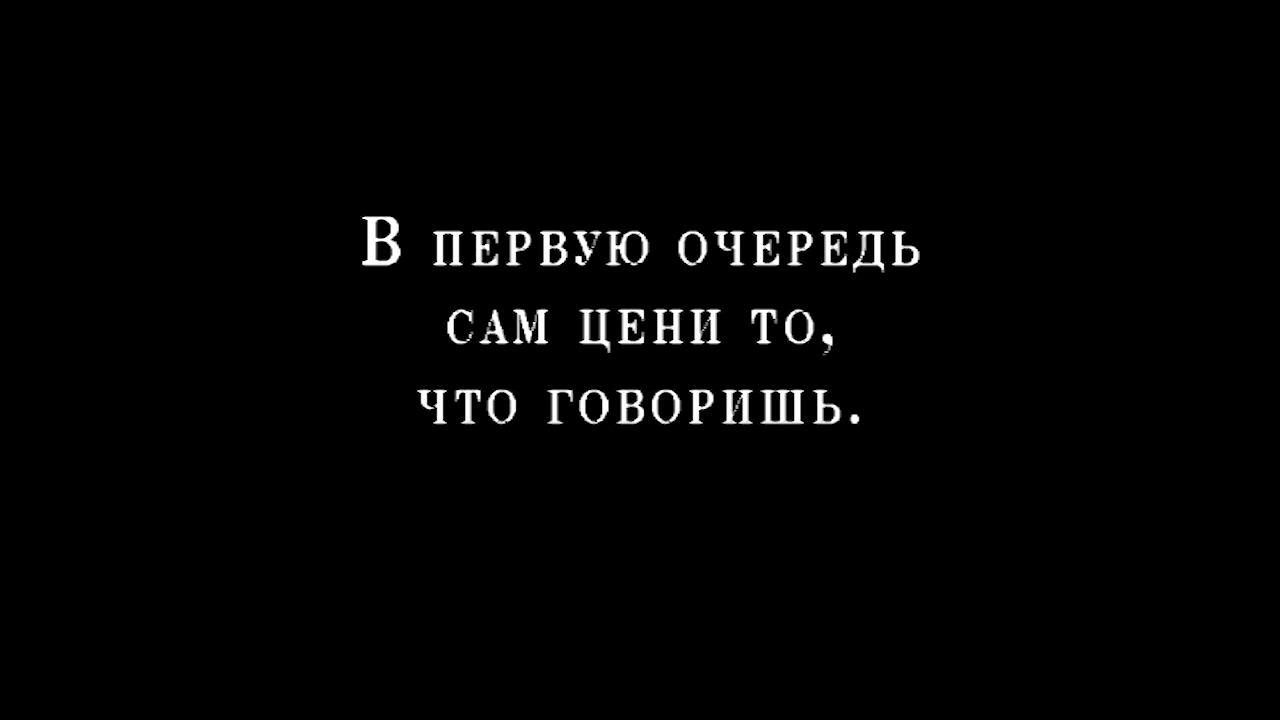 В ПЕРВУЮ ОЧЕРЕДЬ
САМ ЦЕНИ ТО,
ЧТО ГОВОРИШЬ.